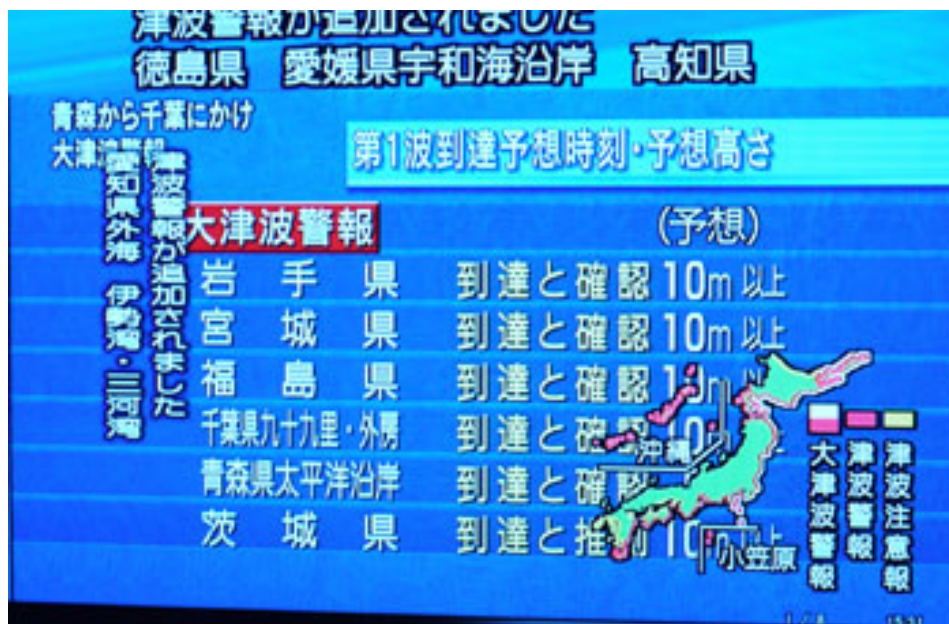 津波警報が追加されました
徳島県 愛媛県宇和海沿岸 高知県
青森から千葉にかけ
大津波警報
第1波到達予想時刻・予想高さ
津波警報が追加されました
愛知県外海 伊勢湾・三河湾
大津波警報 (予想)
岩手県 到達と確認 10m 以上
宮城県 到達と確認 10m 以上
福島県 到達と確認
千葉県九十九里・外房 到達と確認
青森県太平洋沿岸 到達と確
茨城県 到達と推
沖縄
小笠原
大津波警報
津波警報
津波注意報